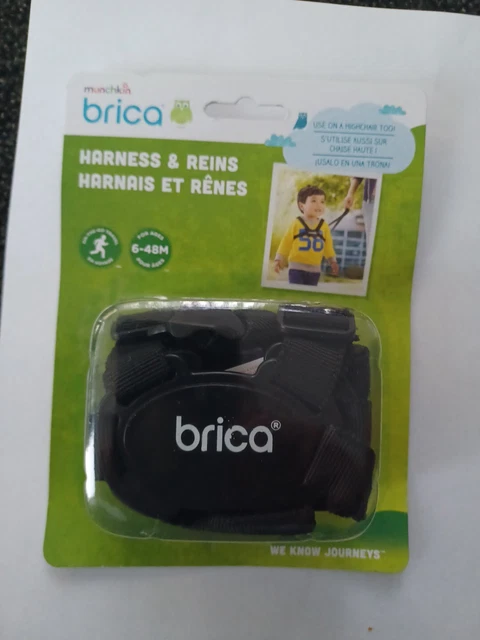 munchkin
brica
USE ON A HIGHCHAIR TOO!
S'UTILISE AUSSI SUR
CHAISE HAUTE !
¡ÚSALO EN UNA TRONA!
HARNESS & REINS
HARNAIS ET RÊNES
56
FOR AGES
6-48M
brica®
WE KNOW JOURNEYS™